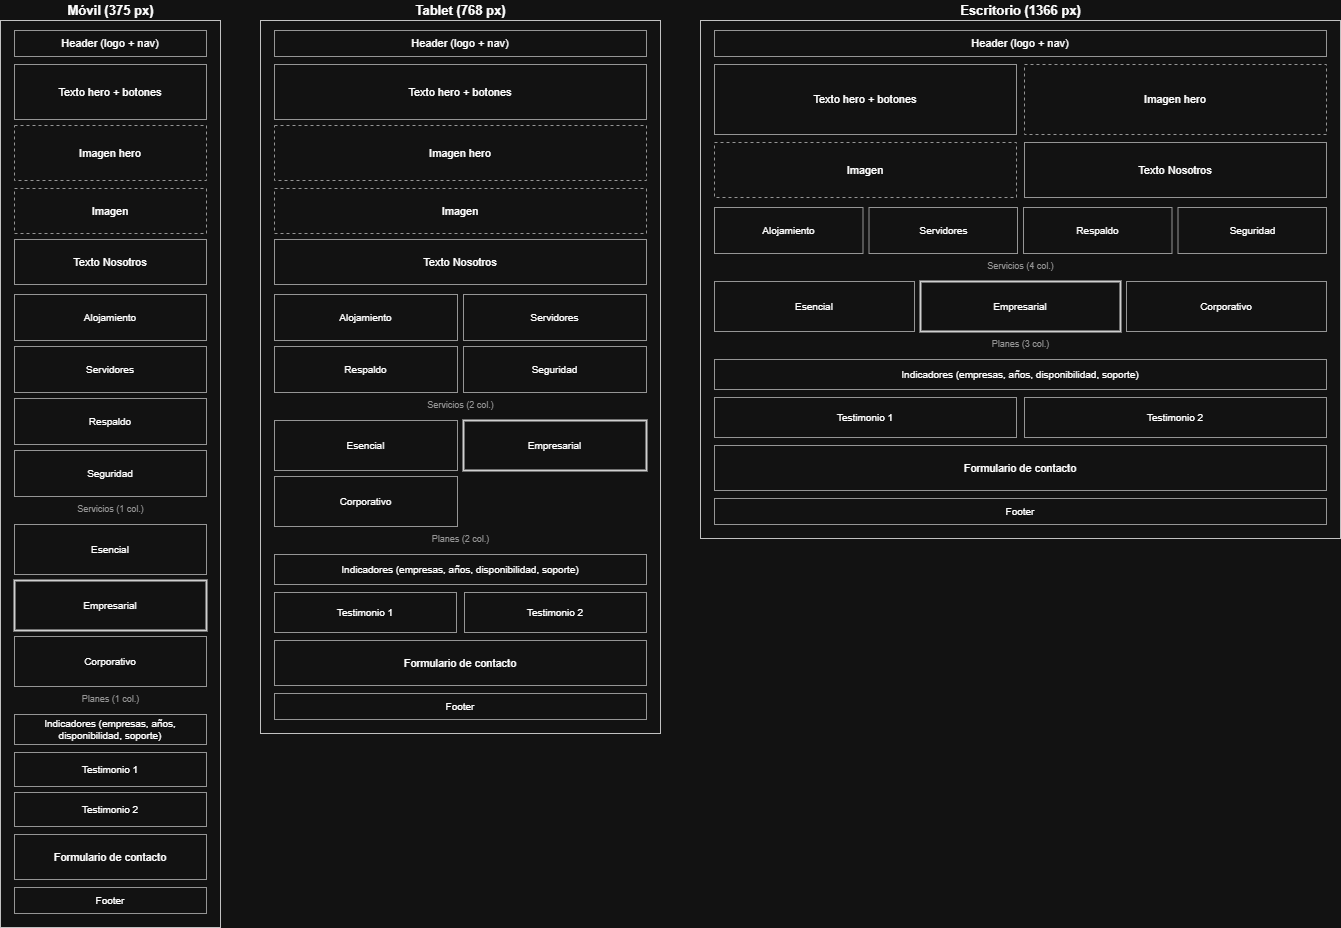 Móvil (375 px)
Header (logo + nav)
Texto hero + botones
Imagen hero
Imagen
Texto Nosotros
Alojamiento
Servidores
Respaldo
Seguridad
Servicios (1 col.)
Esencial
Empresarial
Corporativo
Planes (1 col.)
Indicadores (empresas, años,
disponibilidad, soporte)
Testimonio 1
Testimonio 2
Formulario de contacto
Footer
Tablet (768 px)
Header (logo + nav)
Texto hero + botones
Imagen hero
Imagen
Texto Nosotros
Alojamiento
Servidores
Respaldo
Seguridad
Servicios (2 col.)
Esencial
Empresarial
Corporativo
Planes (2 col.)
Indicadores (empresas, años, disponibilidad, soporte)
Testimonio 1
Testimonio 2
Formulario de contacto
Footer
Escritorio (1366 px)
Header (logo + nav)
Texto hero + botones
Imagen hero
Imagen
Texto Nosotros
Alojamiento
Servidores
Respaldo
Seguridad
Servicios (4 col.)
Esencial
Empresarial
Corporativo
Planes (3 col.)
Indicadores (empresas, años, disponibilidad, soporte)
Testimonio 1
Testimonio 2
Formulario de contacto
Footer